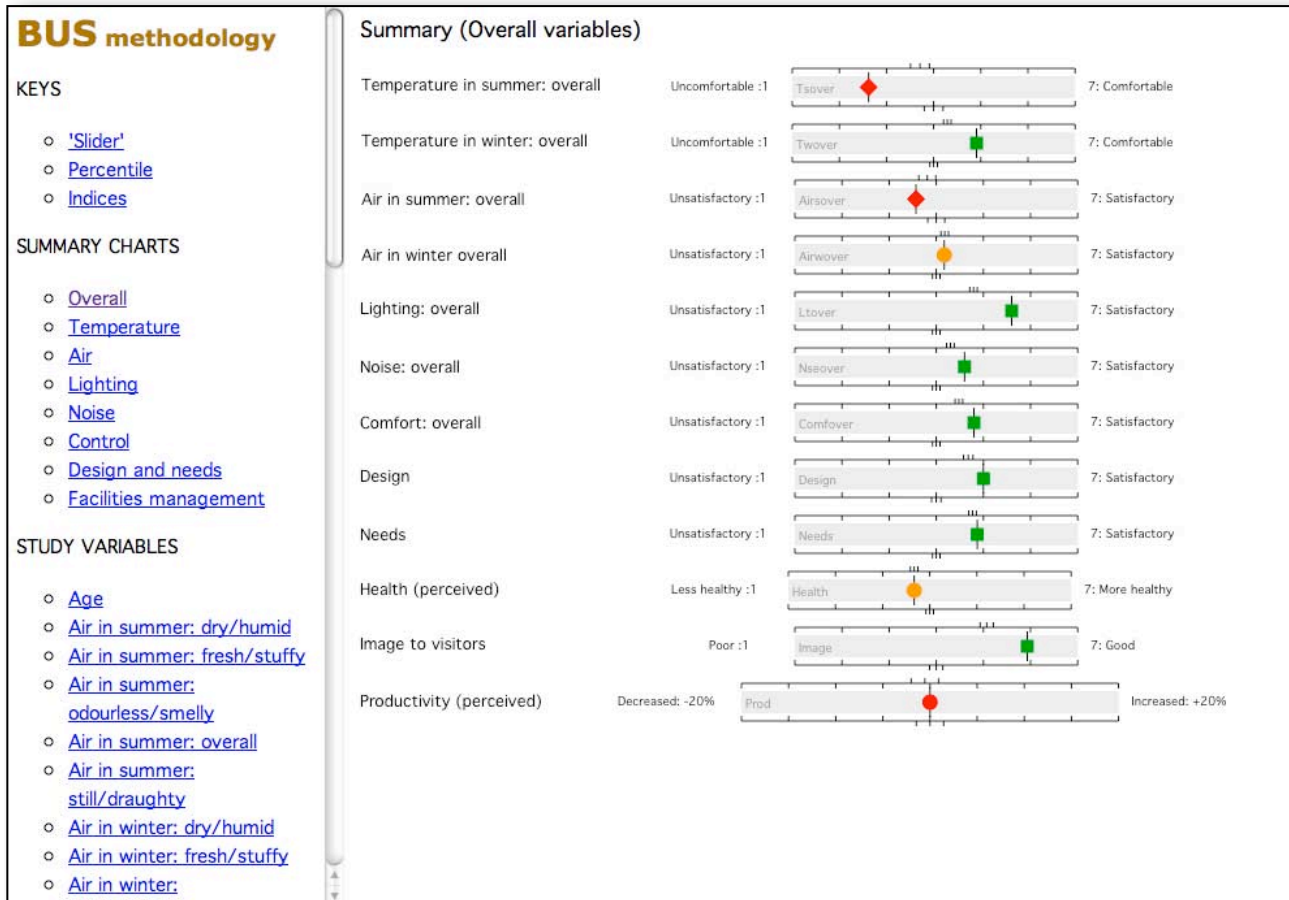 BUS methodology
KEYS
'Slider'
Percentile
Indices
SUMMARY CHARTS
Overall
Temperature
Air
Lighting
Noise
Control
Design and needs
Facilities management
STUDY VARIABLES
Age
Air in summer: dry/humid
Air in summer: fresh/stuffy
Air in summer:
odourless/smelly
Air in summer: overall
Air in summer:
still/draughty
Air in winter: dry/humid
Air in winter: fresh/stuffy
Air in winter:
Summary (Overall variables)
Temperature in summer: overall Uncomfortable :1 Tsover 7: Comfortable
Temperature in winter: overall Uncomfortable :1 Twover 7: Comfortable
Air in summer: overall Unsatisfactory :1 Airsover 7: Satisfactory
Air in winter overall Unsatisfactory :1 Airwover 7: Satisfactory
Lighting: overall Unsatisfactory :1 Ltover 7: Satisfactory
Noise: overall Unsatisfactory :1 Nseover 7: Satisfactory
Comfort: overall Unsatisfactory :1 Comfover 7: Satisfactory
Design Unsatisfactory :1 Design 7: Satisfactory
Needs Unsatisfactory :1 Needs 7: Satisfactory
Health (perceived) Less healthy :1 Health 7: More healthy
Image to visitors Poor :1 Image 7: Good
Productivity (perceived) Decreased: -20% Prod Increased: +20%